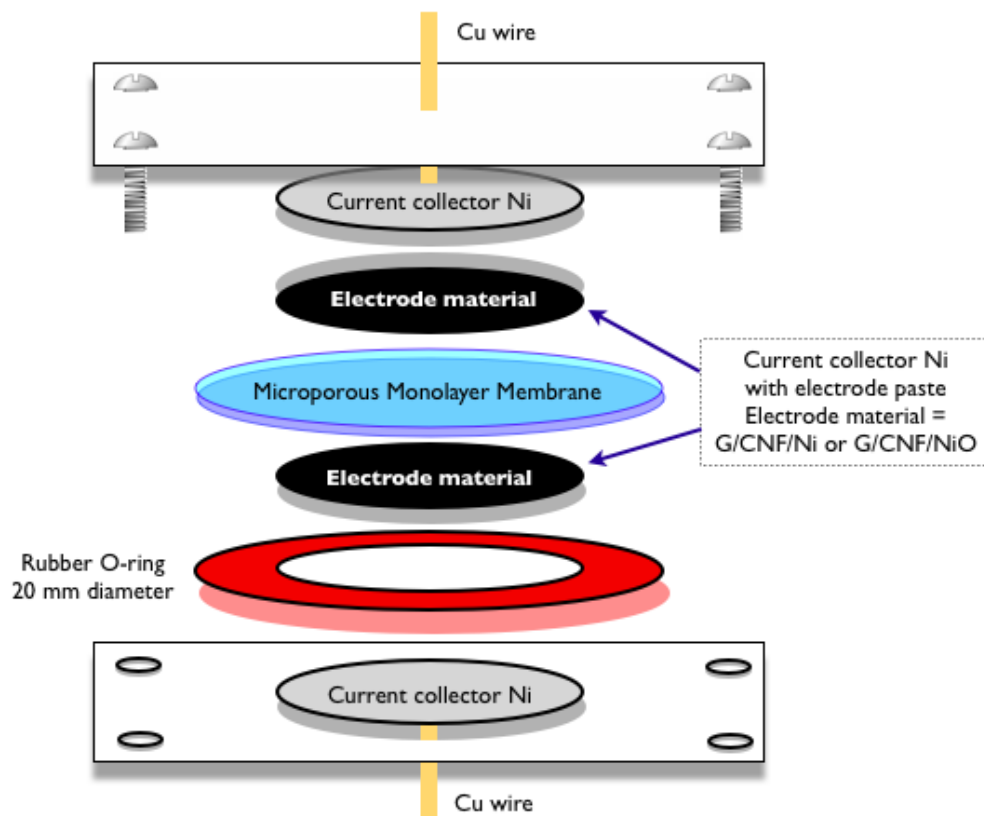 Cu wire
Current collector Ni
Electrode material
Microporous Monolayer Membrane
Current collector Ni
with electrode paste
Electrode material =
G/CNF/Ni or G/CNF/NiO
Electrode material
Rubber O-ring
20 mm diameter
Current collector Ni
Cu wire